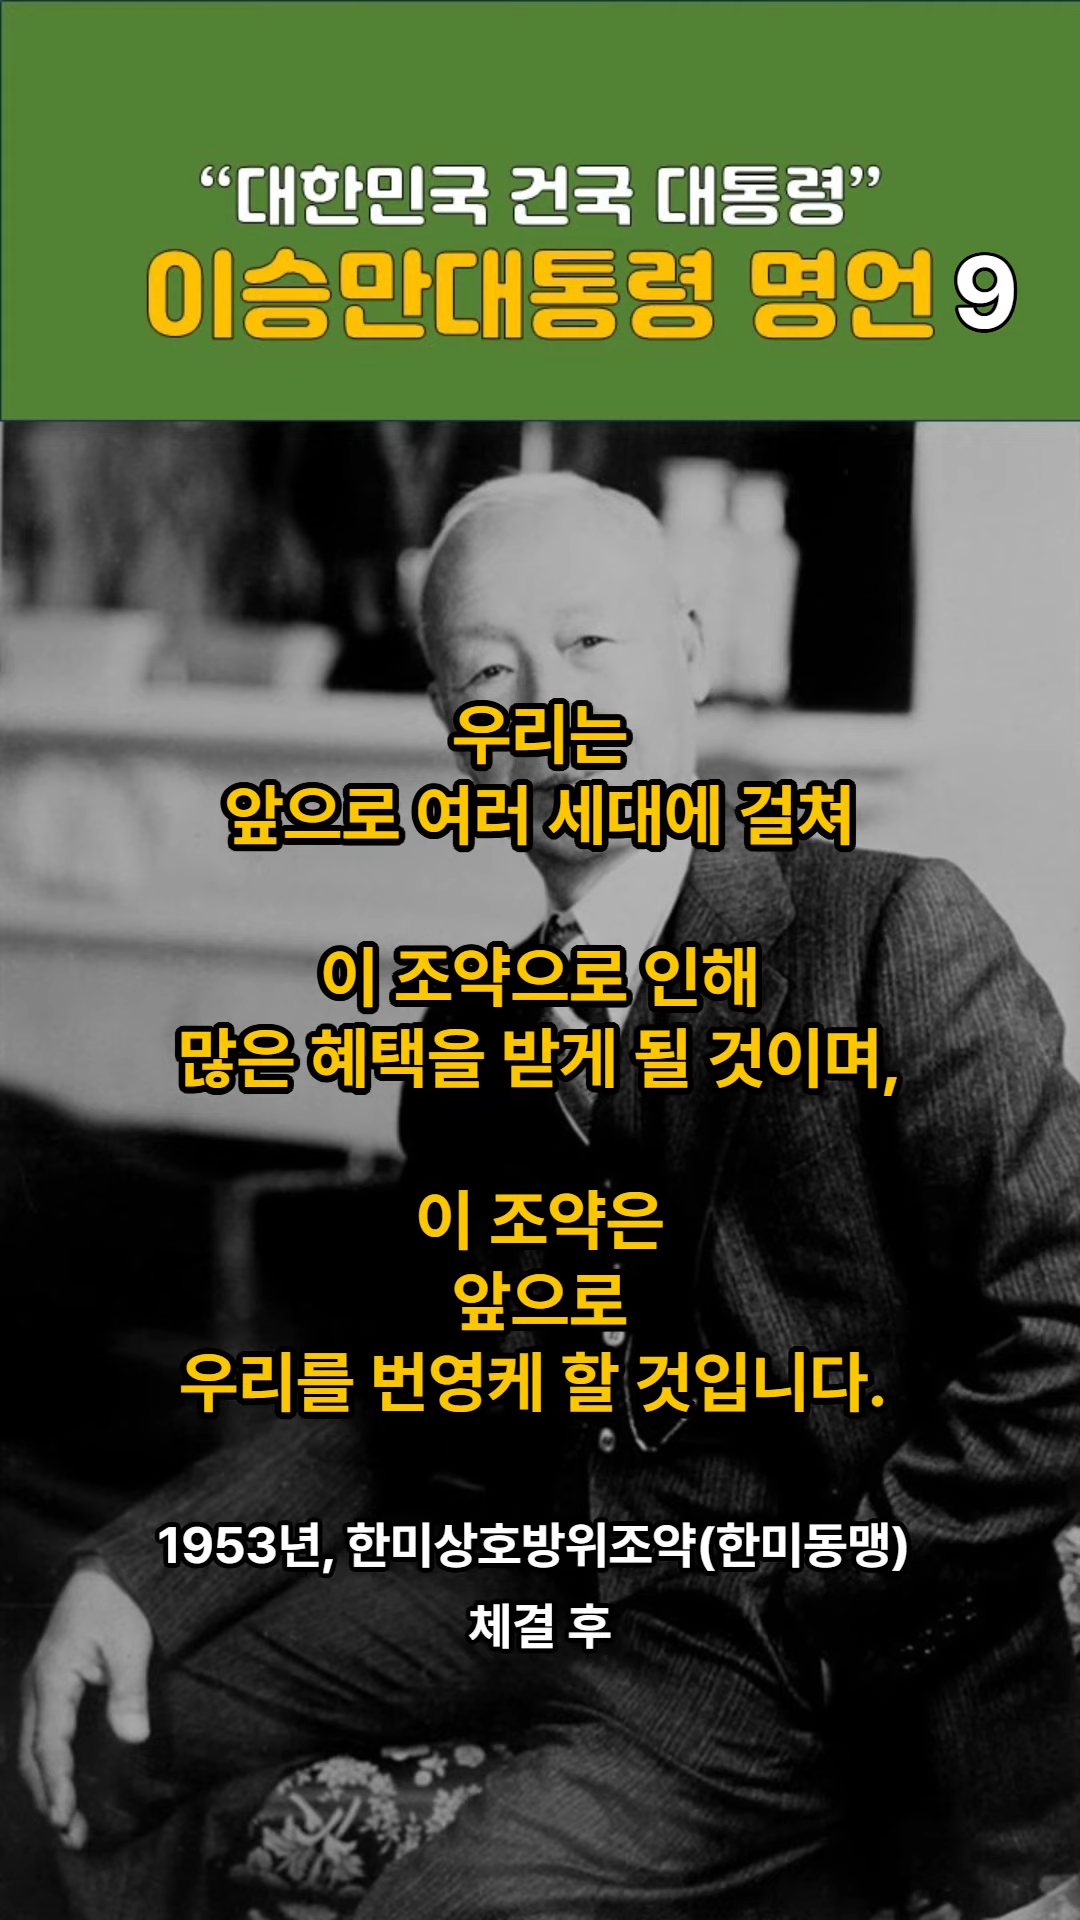 “대한민국 건국 대통령”
이승만대통령 명언 9
우리는
앞으로 여러 세대에 걸쳐
이 조약으로 인해
많은 혜택을 받게 될 것이며,
이 조약은
앞으로
우리를 번영케 할 것입니다.
1953년, 한미상호방위조약(한미동맹)
체결 후